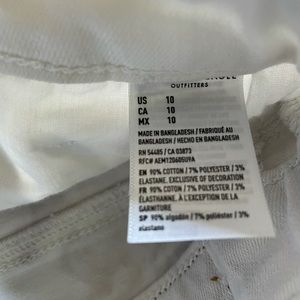 OUTFITTERS
US 10
CA 10
MX 10
MADE IN BANGLADESH / FABRIQUÉ AU
BANGLADESH / HECHO EN BANGLADESH
RN 54485 / CA 03873
RFC# AEM120605U9A
EN 90% COTTON / 7% POLYESTER / 3%
ELASTANE. EXCLUSIVE OF DECORATION
FR 90% COTON / 7% POLYESTER / 3%
ÉLASTHANNE. À L'EXCEPTION DE LA
GARNITURE
SP 90% algodón / 7% poliéster / 3%
elastano